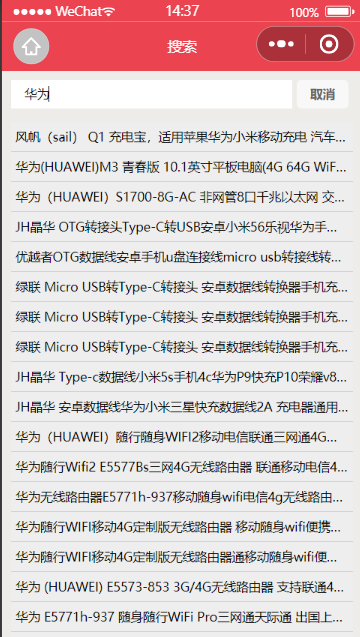 WeChat 14:37 100%
搜索
华为 取消
风帆（sail） Q1 充电宝，适用苹果华为小米移动充电 汽车...
华为(HUAWEI)M3 青春版 10.1英寸平板电脑(4G 64G WiF...
华为（HUAWEI）S1700-8G-AC 非网管8口千兆以太网 交...
JH晶华 OTG转接头Type-C转USB安卓小米56乐视华为手...
优越者OTG数据线安卓手机u盘连接线micro usb转接线转...
绿联 Micro USB转Type-C转接头 安卓数据线转换器手机充...
绿联 Micro USB转Type-C转接头 安卓数据线转换器手机充...
绿联 Micro USB转Type-C转接头 安卓数据线转换器手机充...
JH晶华 Type-c数据线小米5s手机4c华为P9快充P10荣耀v8...
JH晶华 安卓数据线华为小米三星快充数据线2A 充电器通用...
华为（HUAWEI）随行随身WIFI2移动电信联通三网通4G...
华为随行Wifi2 E5577Bs三网4G无线路由器 联通移动电信4...
华为无线路由器E5771h-937移动随身wifi电信4g无线路由...
华为随行WIFI移动4G定制版无线路由器 移动随身wifi便携...
华为随行WIFI移动4G定制版无线路由器通移动随身wifi便...
华为 (HUAWEI) E5573-853 3G/4G无线路由器 支持联通4...
华为 E5771h-937 随身随行WiFi Pro三网通天际通 出国上...